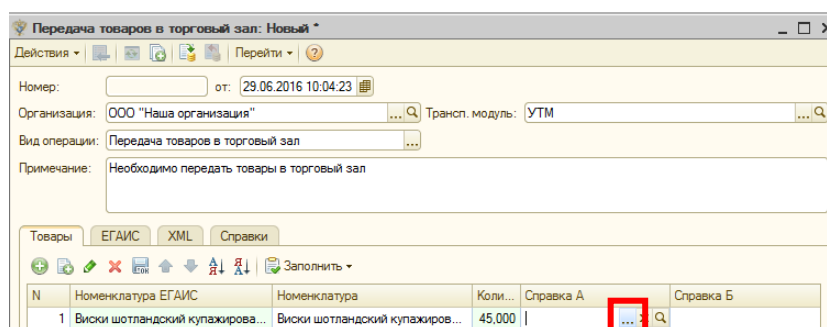 Передача товаров в торговый зал: Новый *
Действия Перейти
Номер: от: 29.06.2016 10:04:23
Организация: ООО "Наша организация" ... Трансп. модуль: УТМ ...
Вид операции: Передача товаров в торговый зал ...
Примечание: Необходимо передать товары в торговый зал
Товары ЕГАИС XML Справки
Заполнить
N Номенклатура ЕГАИС Номенклатура Коли... Справка А Справка Б
1 Виски шотландский купажирова... Виски шотландский купажиров... 45,000 ...